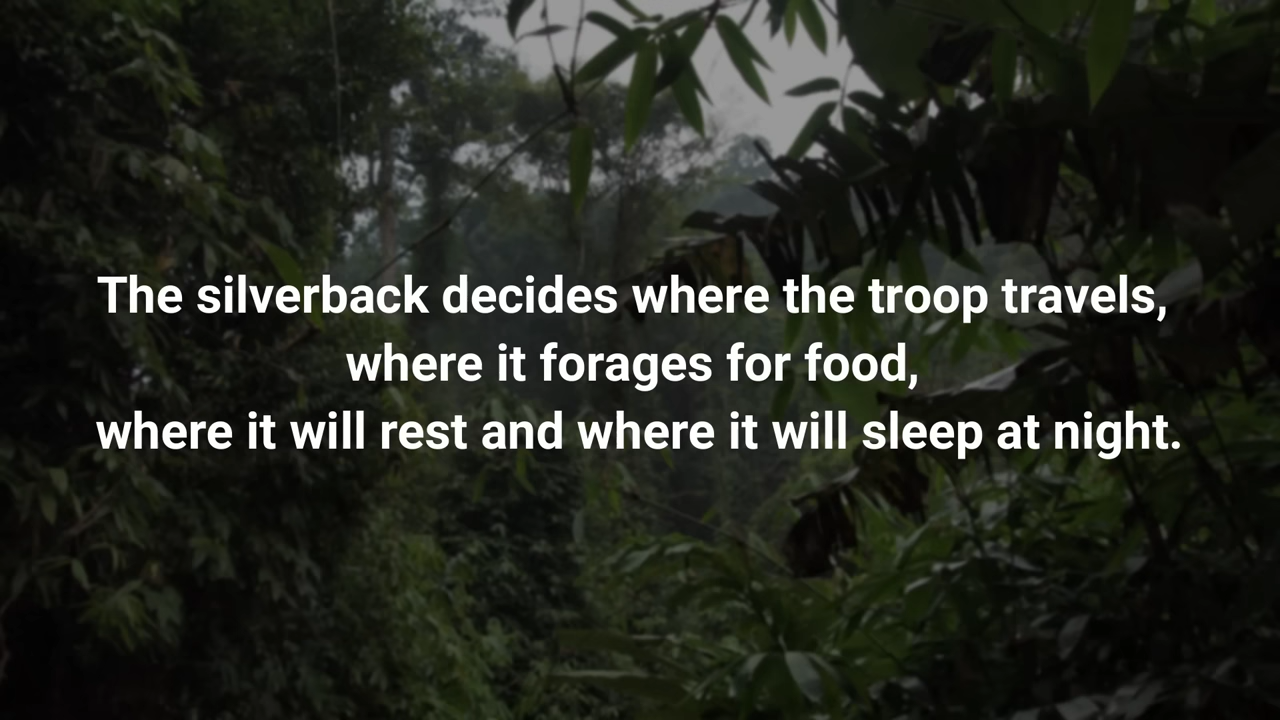 The silverback decides where the troop travels,
where it forages for food,
where it will rest and where it will sleep at night.